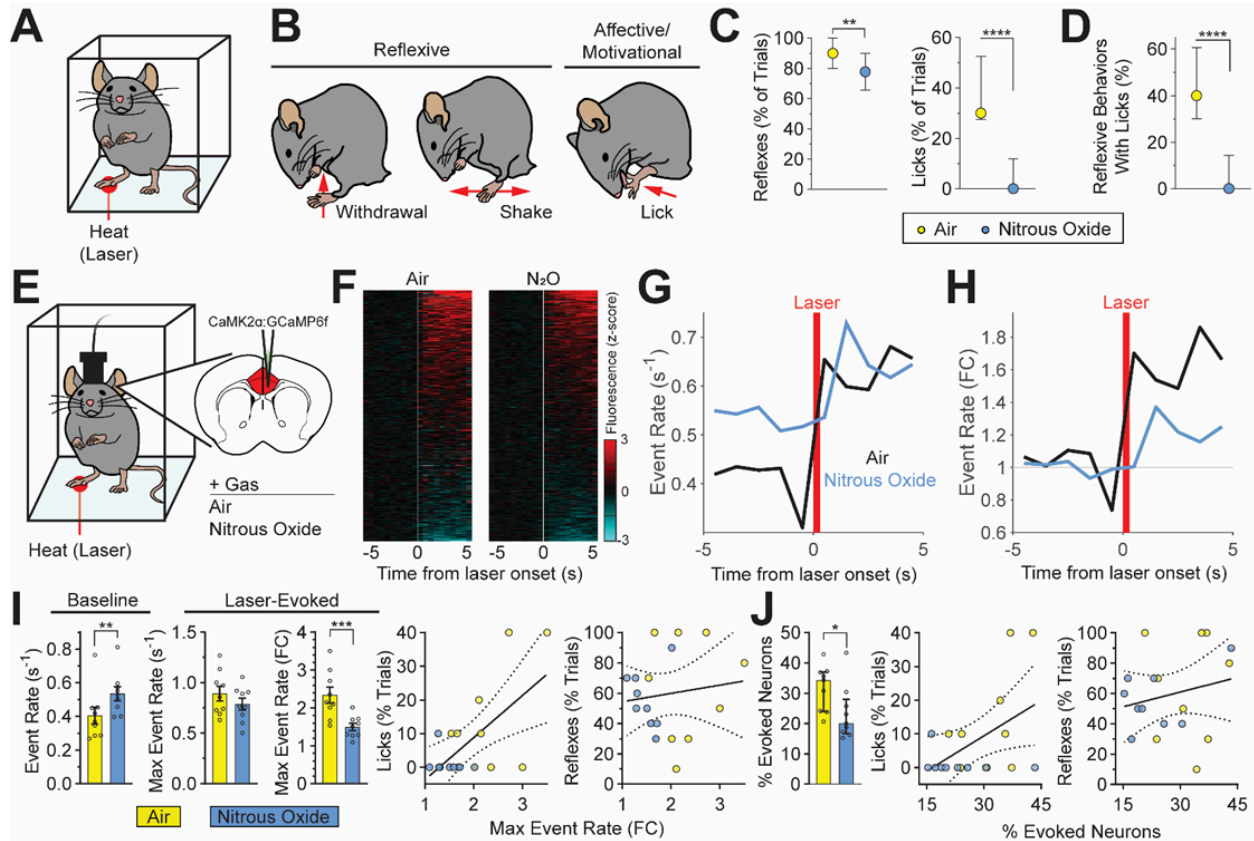 A
Heat
(Laser)
B
Reflexive
Affective/
Motivational
Withdrawal
Shake
Lick
C
Reflexes (% of Trials)
100
80
60
40
20
0
**
Licks (% of Trials)
60
40
20
0
****
D
Reflexive Behaviors
With Licks (%)
60
40
20
0
****
Air
Nitrous Oxide
E
CaMK2α:GCaMP6f
+ Gas
Air
Nitrous Oxide
Heat (Laser)
F
Air
N₂O
-5 0 5
-5 0 5
Time from laser onset (s)
Fluorescence (z-score)
3
0
-3
G
Laser
Event Rate (s⁻¹)
0.7
0.6
0.5
0.4
Air
Nitrous Oxide
-5 0 5
Time from laser onset (s)
H
Laser
Event Rate (FC)
1.8
1.6
1.4
1.2
1
0.8
0.6
-5 0 5
Time from laser onset (s)
I
Baseline
Laser-Evoked
Event Rate (s⁻¹)
0.8
0.6
0.4
0.2
0.0
**
Max Event Rate (s⁻¹)
1.5
1.0
0.5
0.0
Max Event Rate (FC)
4
3
2
1
0
***
Air
Nitrous Oxide
Licks (% Trials)
40
30
20
10
0
1 2 3
Reflexes (% Trials)
100
80
60
40
20
0
1 2 3
Max Event Rate (FC)
J
% Evoked Neurons
50
40
30
20
10
0
*
Licks (% Trials)
40
30
20
10
0
15 30 45
Reflexes (% Trials)
100
80
60
40
20
0
15 30 45
% Evoked Neurons